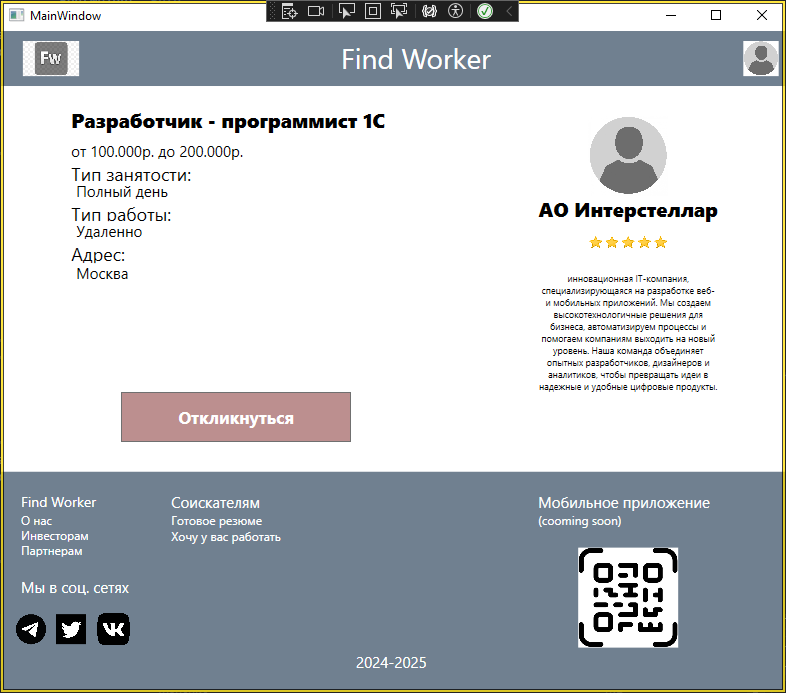 MainWindow
Fw
Find Worker
Разработчик - программист 1С
от 100.000р. до 200.000р.
Тип занятости:
Полный день
Тип работы:
Удаленно
Адрес:
Москва
Откликнуться
АО Интерстеллар
инновационная IT-компания,
специализирующаяся на разработке веб-
и мобильных приложений. Мы создаем
высокотехнологичные решения для
бизнеса, автоматизируем процессы и
помогаем компаниям выходить на новый
уровень. Наша команда объединяет
опытных разработчиков, дизайнеров и
аналитиков, чтобы превращать идеи в
надежные и удобные цифровые продукты.
Find Worker
О нас
Инвесторам
Партнерам
Мы в соц. сетях
Соискателям
Готовое резюме
Хочу у вас работать
Мобильное приложение
(cooming soon)
2024-2025